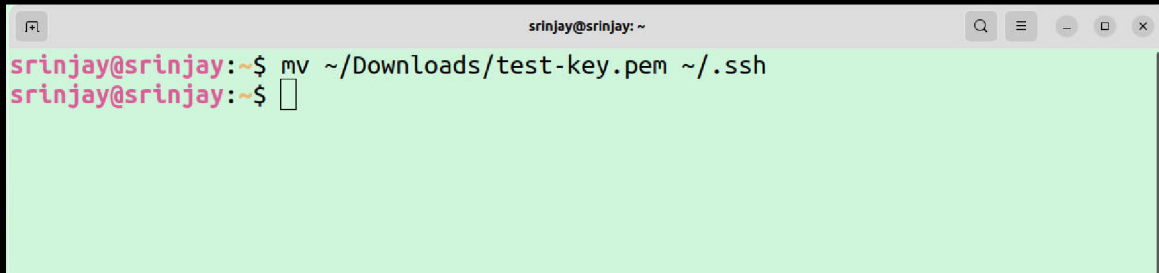 srinjay@srinjay: ~
srinjay@srinjay:~$ mv ~/Downloads/test-key.pem ~/.ssh
srinjay@srinjay:~$